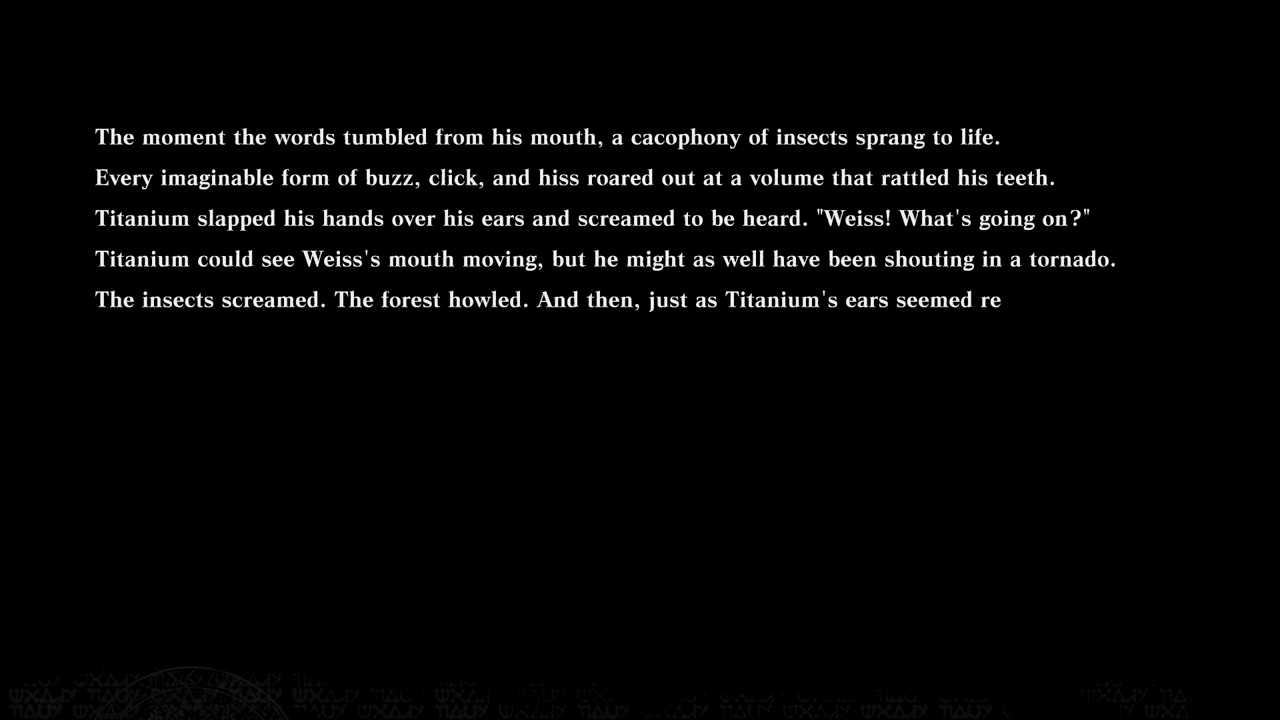 The moment the words tumbled from his mouth, a cacophony of insects sprang to life.
Every imaginable form of buzz, click, and hiss roared out at a volume that rattled his teeth.
Titanium slapped his hands over his ears and screamed to be heard. "Weiss! What's going on?"
Titanium could see Weiss's mouth moving, but he might as well have been shouting in a tornado.
The insects screamed. The forest howled. And then, just as Titanium's ears seemed re